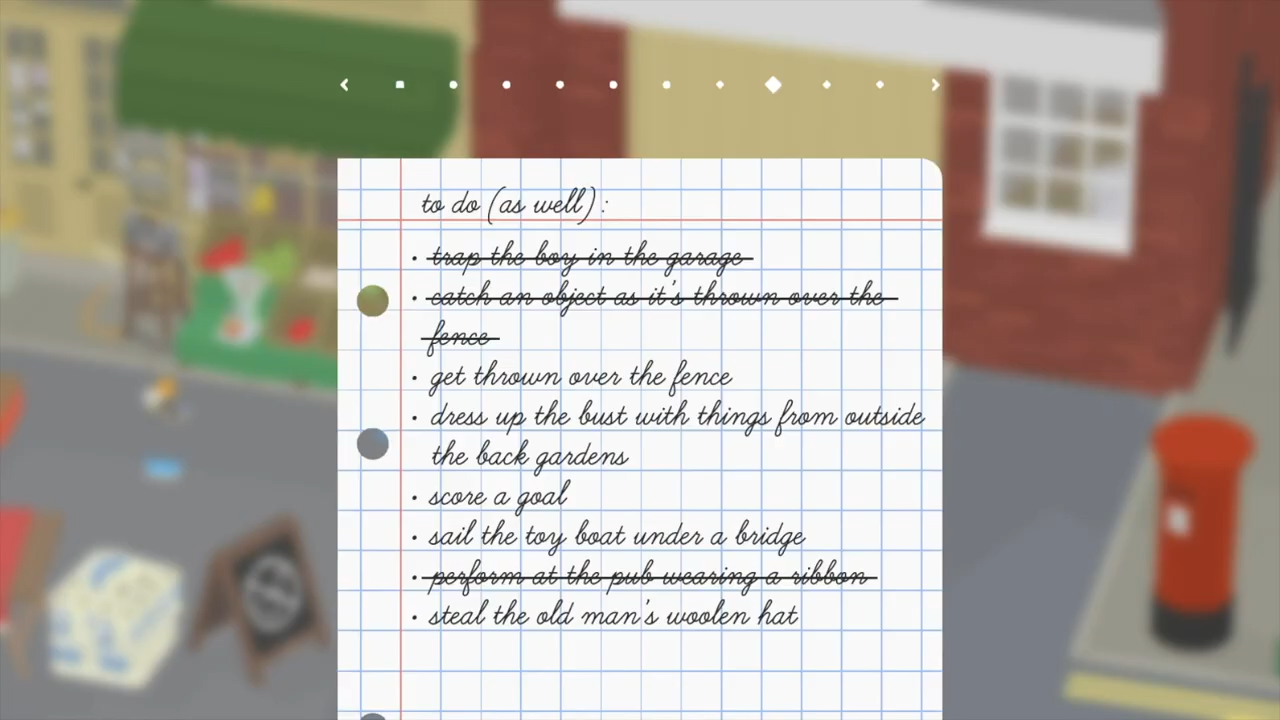 to do (as well):
• trap the boy in the garage
• catch an object as it's thrown over the
fence
• get thrown over the fence
• dress up the bust with things from outside
the back gardens
• score a goal
• sail the toy boat under a bridge
• perform at the pub wearing a ribbon
• steal the old man's woolen hat